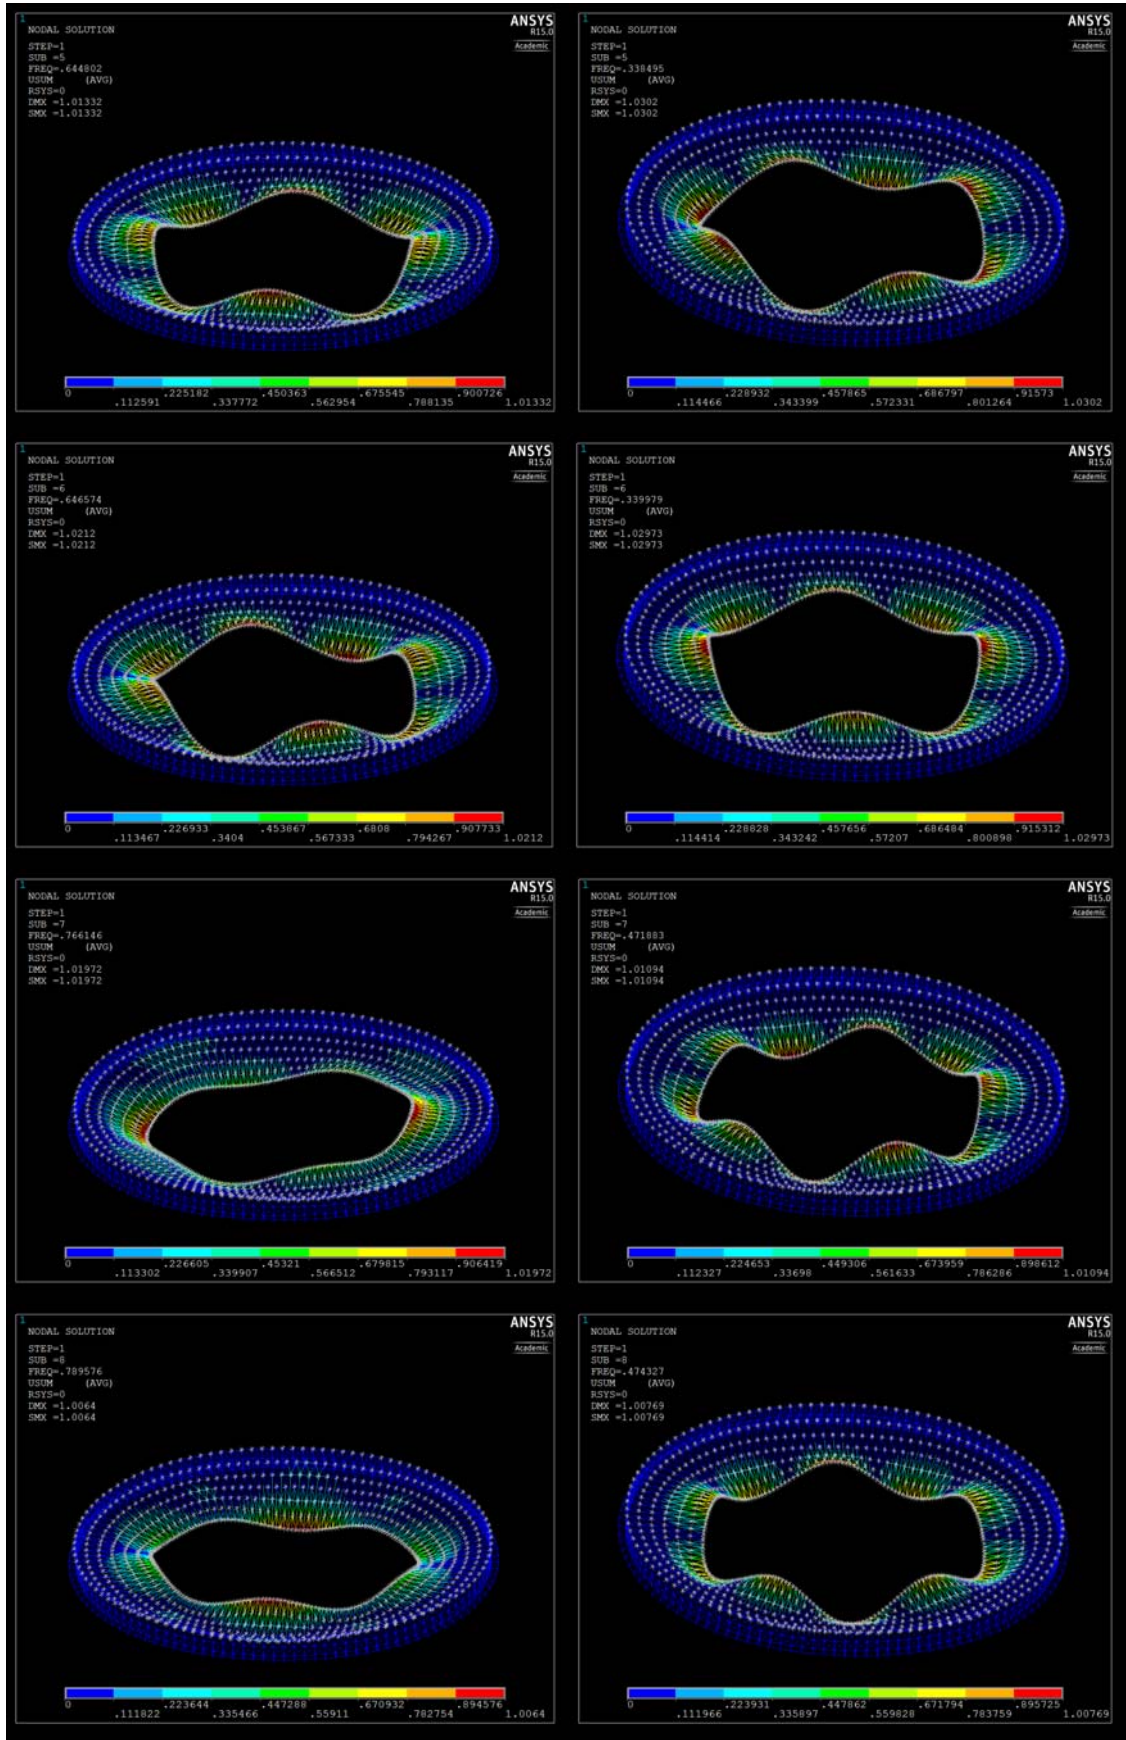 1
NODAL SOLUTION
STEP=1
SUB =5
FREQ=.644802
USUM (AVG)
RSYS=0
DMX =1.01332
SMX =1.01332
ANSYS
R15.0
Academic
0 .225182 .450363 .675545 .900726
.112591 .337772 .562954 .788135 1.01332
1
NODAL SOLUTION
STEP=1
SUB =5
FREQ=.338495
USUM (AVG)
RSYS=0
DMX =1.0302
SMX =1.0302
ANSYS
R15.0
Academic
0 .228932 .457865 .686797 .91573
.114466 .343399 .572331 .801264 1.0302
1
NODAL SOLUTION
STEP=1
SUB =6
FREQ=.646574
USUM (AVG)
RSYS=0
DMX =1.0212
SMX =1.0212
ANSYS
R15.0
Academic
0 .226933 .453867 .6808 .907733
.113467 .3404 .567333 .794267 1.0212
1
NODAL SOLUTION
STEP=1
SUB =6
FREQ=.339979
USUM (AVG)
RSYS=0
DMX =1.02973
SMX =1.02973
ANSYS
R15.0
Academic
0 .228828 .457656 .686484 .915312
.114414 .343242 .57207 .800898 1.02973
1
NODAL SOLUTION
STEP=1
SUB =7
FREQ=.766146
USUM (AVG)
RSYS=0
DMX =1.01972
SMX =1.01972
ANSYS
R15.0
Academic
0 .226605 .45321 .679815 .906419
.113302 .339907 .566512 .793117 1.01972
1
NODAL SOLUTION
STEP=1
SUB =7
FREQ=.471883
USUM (AVG)
RSYS=0
DMX =1.01094
SMX =1.01094
ANSYS
R15.0
Academic
0 .224653 .449306 .673959 .898612
.112327 .33698 .561633 .786286 1.01094
1
NODAL SOLUTION
STEP=1
SUB =8
FREQ=.789576
USUM (AVG)
RSYS=0
DMX =1.0064
SMX =1.0064
ANSYS
R15.0
Academic
0 .223644 .447288 .670932 .894576
.111822 .335466 .55911 .782754 1.0064
1
NODAL SOLUTION
STEP=1
SUB =8
FREQ=.474327
USUM (AVG)
RSYS=0
DMX =1.00769
SMX =1.00769
ANSYS
R15.0
Academic
0 .223931 .447862 .671794 .895725
.111966 .335897 .559828 .783759 1.00769